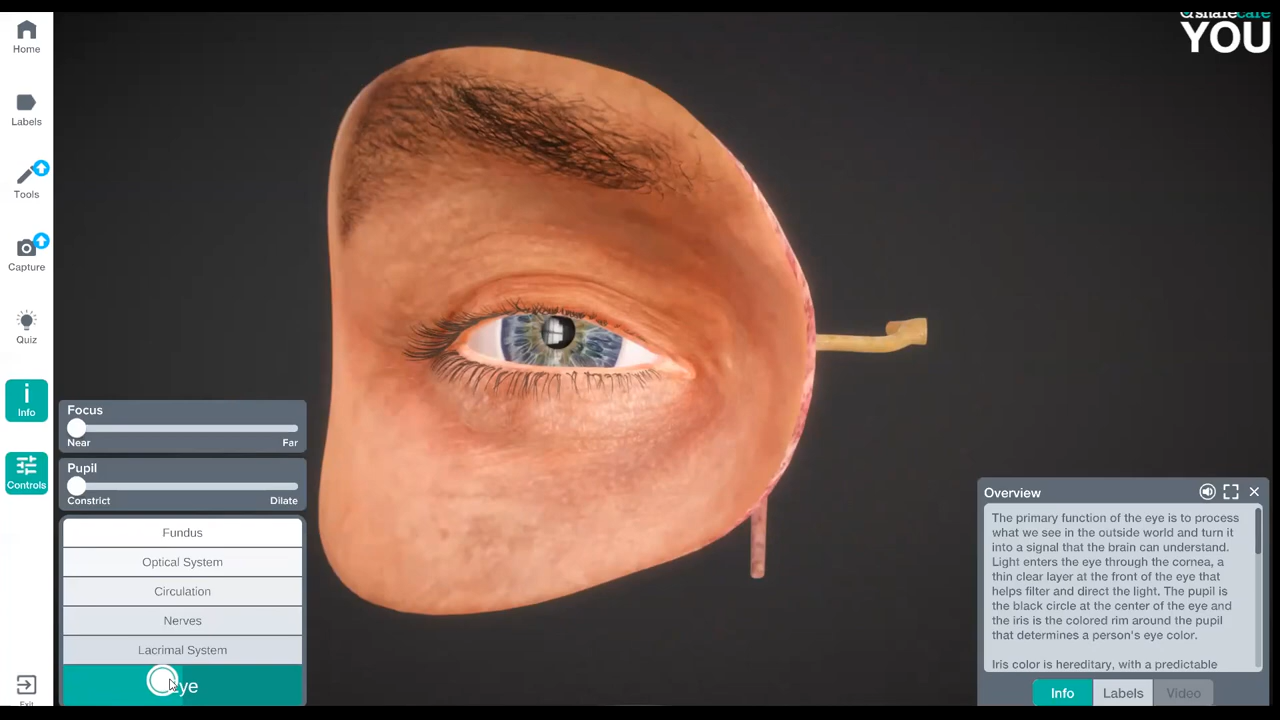 Home
Labels
Tools
Capture
Quiz
i
Info
Controls
Exit
sharecare
YOU
Focus
Near Far
Pupil
Constrict Dilate
Fundus
Optical System
Circulation
Nerves
Lacrimal System
Eye
Overview
The primary function of the eye is to process
what we see in the outside world and turn it
into a signal that the brain can understand.
Light enters the eye through the cornea, a
thin clear layer at the front of the eye that
helps filter and direct the light. The pupil is
the black circle at the center of the eye and
the iris is the colored rim around the pupil
that determines a person's eye color.
Iris color is hereditary, with a predictable
Info Labels Video